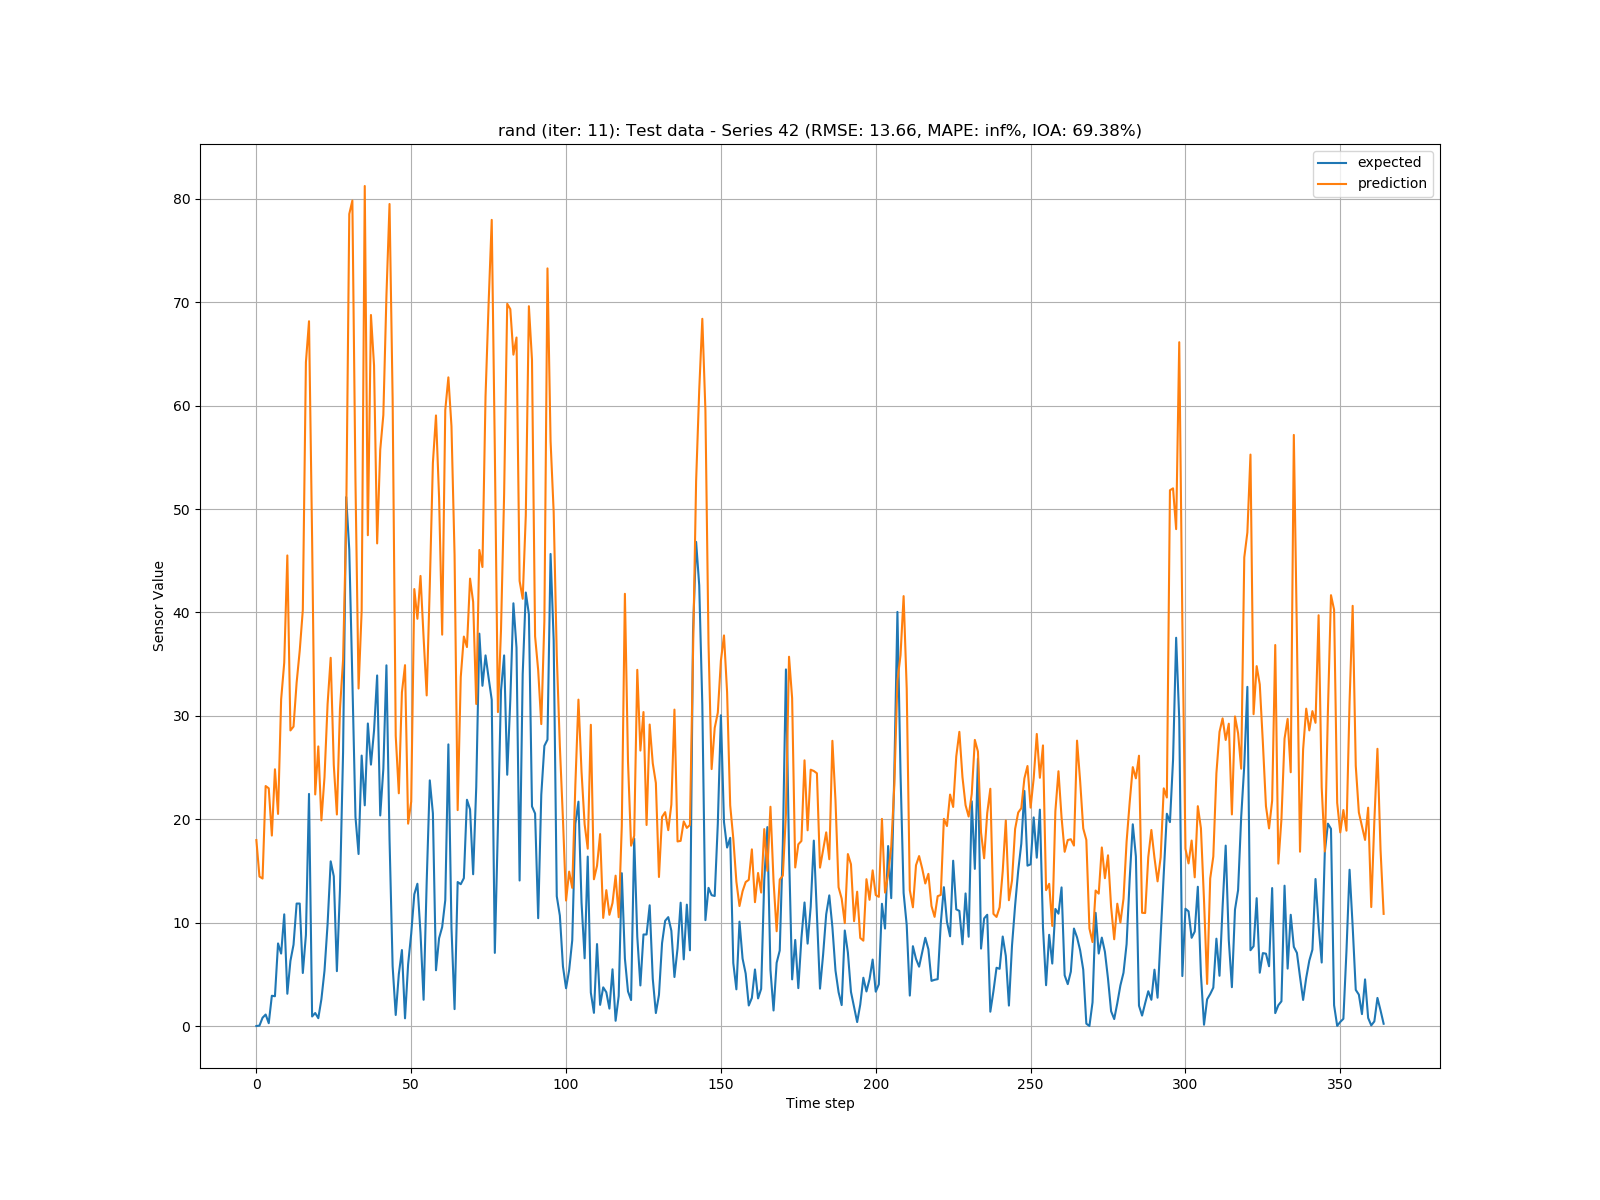 rand (iter: 11): Test data - Series 42 (RMSE: 13.66, MAPE: inf%, IOA: 69.38%)
expected
prediction
Sensor Value
80
70
60
50
40
30
20
10
0
0 50 100 150 200 250 300 350
Time step